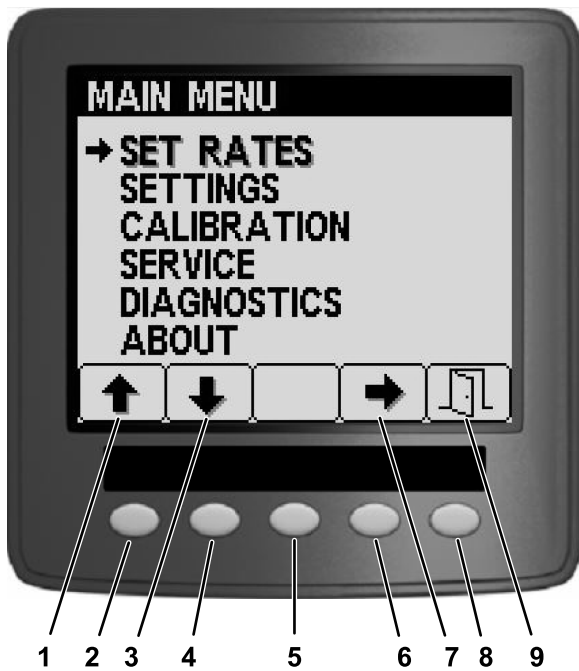 MAIN MENU
SET RATES
SETTINGS
CALIBRATION
SERVICE
DIAGNOSTICS
ABOUT
1 2 3 4 5 6 7 8 9